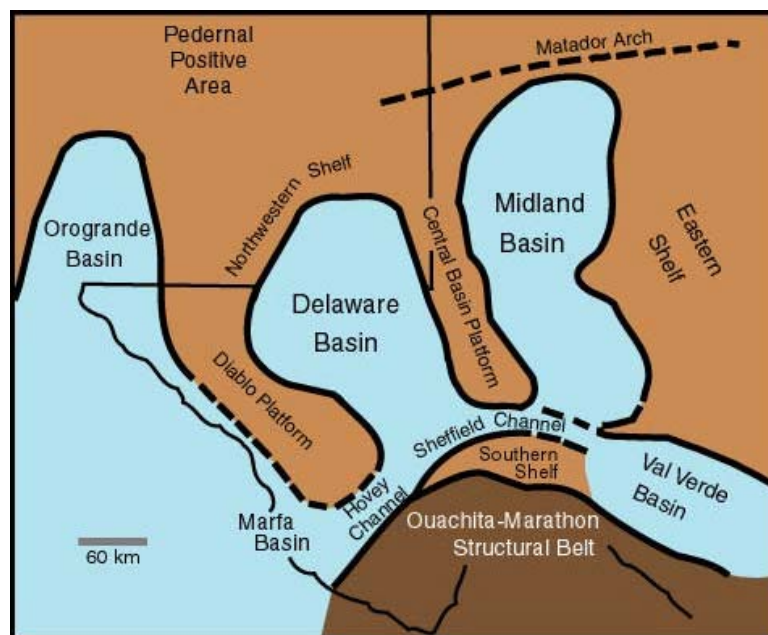 Pedernal
Positive
Area
Matador Arch
Northwestern Shelf
Orogrande
Basin
Midland
Basin
Central Basin Platform
Eastern
Shelf
Delaware
Basin
Diablo Platform
Sheffield Channel
Southern
Shelf
Val Verde
Basin
Hovey
Channel
Marfa
Basin
Ouachita-Marathon
Structural Belt
60 km